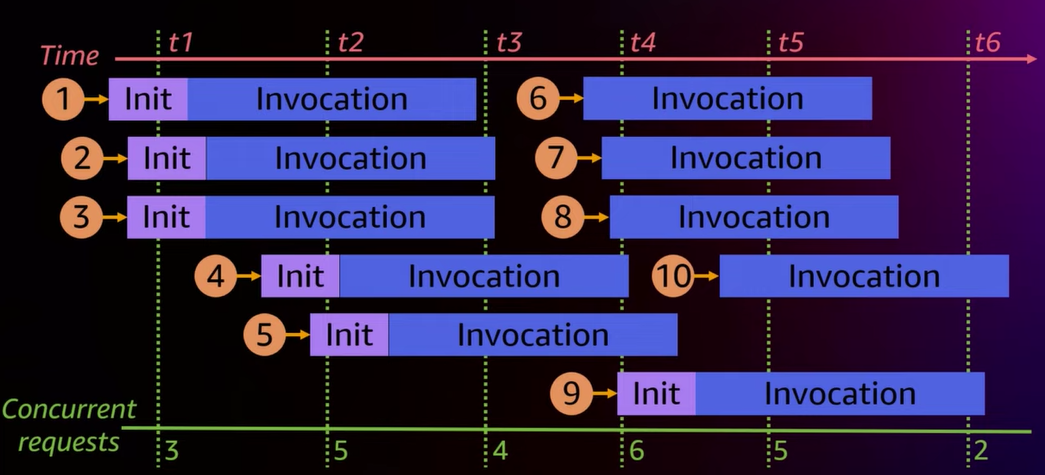 Time t1 t2 t3 t4 t5 t6
1 Init Invocation 6 Invocation
2 Init Invocation 7 Invocation
3 Init Invocation 8 Invocation
4 Init Invocation 10 Invocation
5 Init Invocation
9 Init Invocation
Concurrent
requests 3 5 4 6 5 2